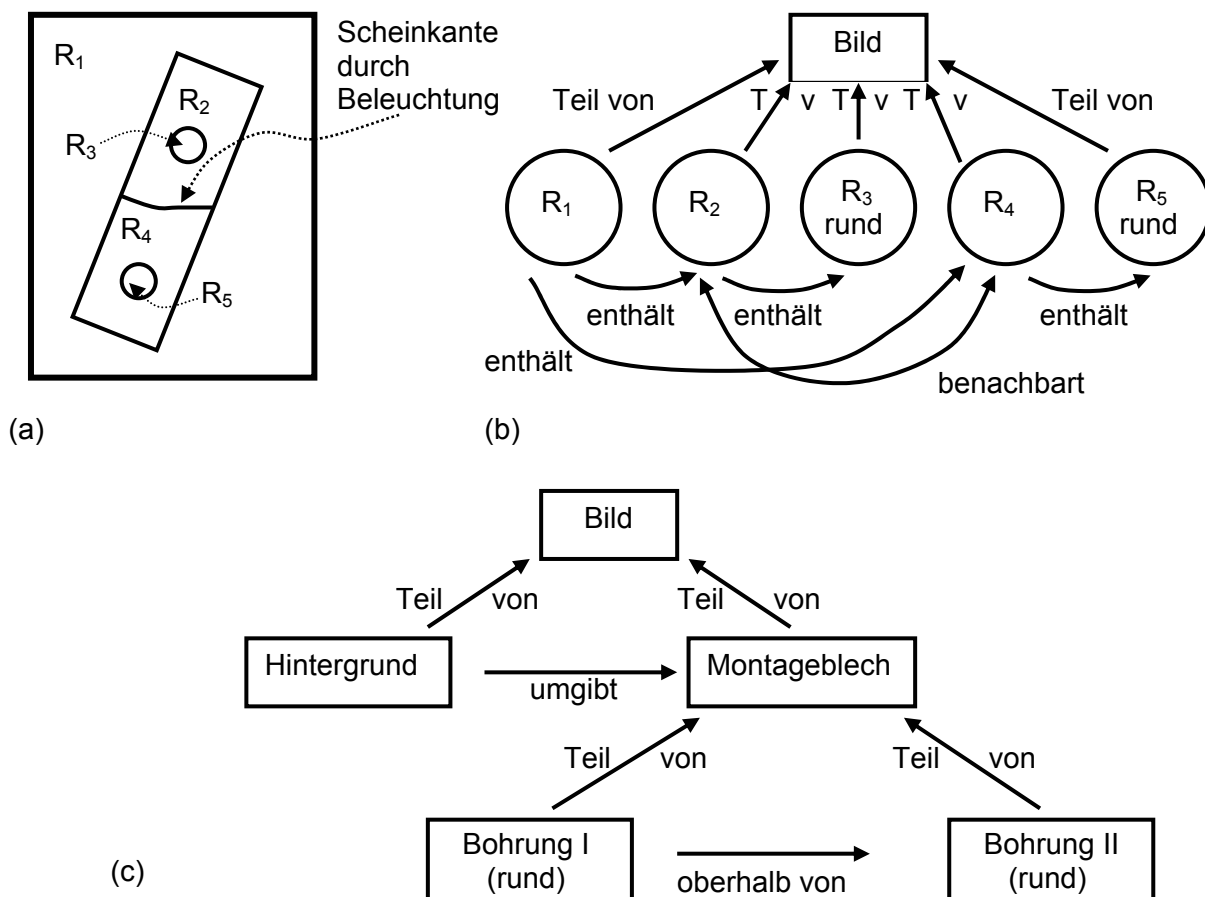 R1
R2
R3
R4
R5
Scheinkante
durch
Beleuchtung
(a)
Bild
Teil von
T v T v T v
Teil von
R1
R2
R3
rund
R4
R5
rund
enthält
enthält
enthält
enthält
benachbart
(b)
Bild
Teil von
Teil von
Hintergrund
umgibt
Montageblech
Teil von
Teil von
Bohrung I
(rund)
oberhalb von
Bohrung II
(rund)
(c)